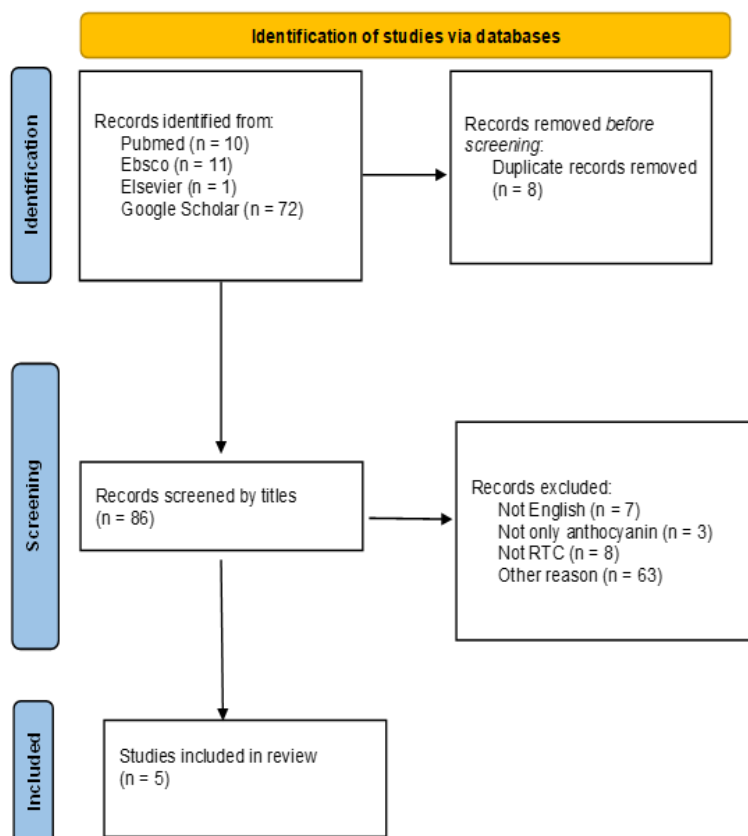 Identification of studies via databases
Identification
Records identified from:
Pubmed (n = 10)
Ebsco (n = 11)
Elsevier (n = 1)
Google Scholar (n = 72)
Records removed before
screening:
Duplicate records removed
(n = 8)
Screening
Records screened by titles
(n = 86)
Records excluded:
Not English (n = 7)
Not only anthocyanin (n = 3)
Not RTC (n = 8)
Other reason (n = 63)
Included
Studies included in review
(n = 5)